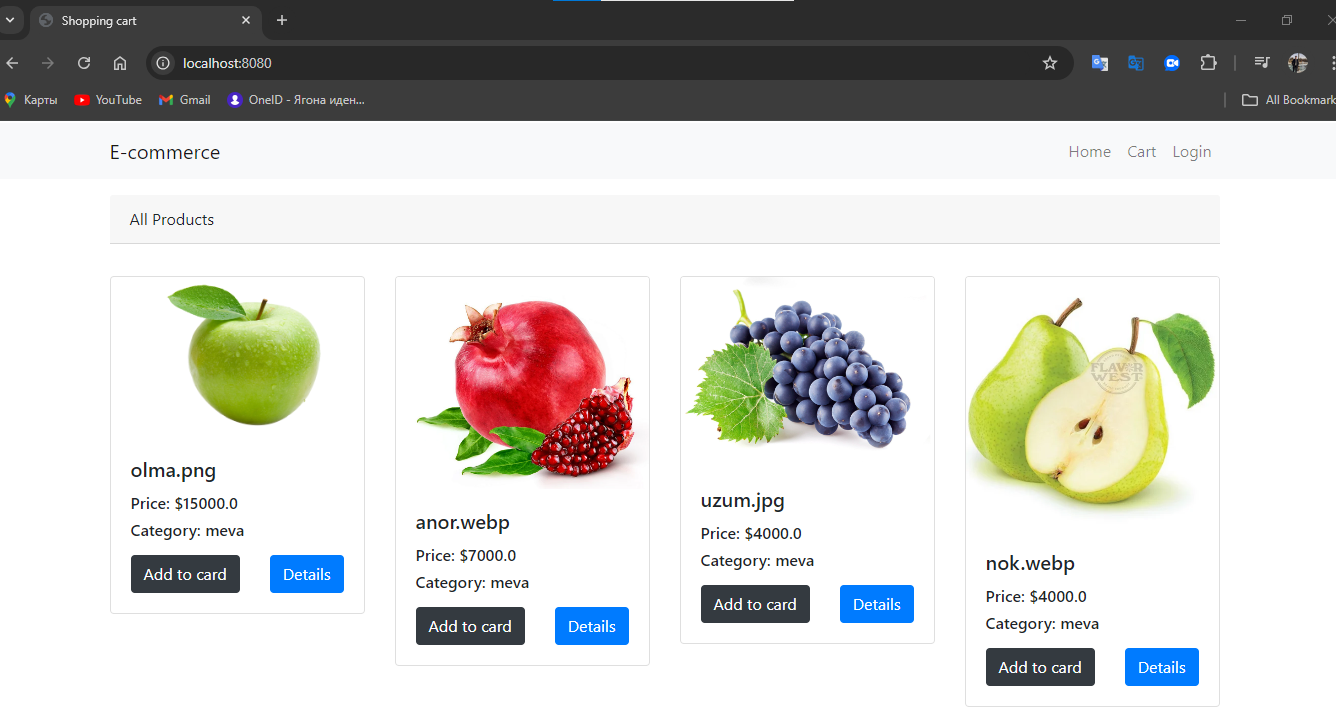 Shopping cart
localhost:8080
Карты YouTube Gmail OneID - Ягона иден... All Bookmark
E-commerce Home Cart Login
All Products
olma.png
Price: $15000.0
Category: meva
Add to card Details
anor.webp
Price: $7000.0
Category: meva
Add to card Details
uzum.jpg
Price: $4000.0
Category: meva
Add to card Details
FLAVOR
WEST
nok.webp
Price: $4000.0
Category: meva
Add to card Details